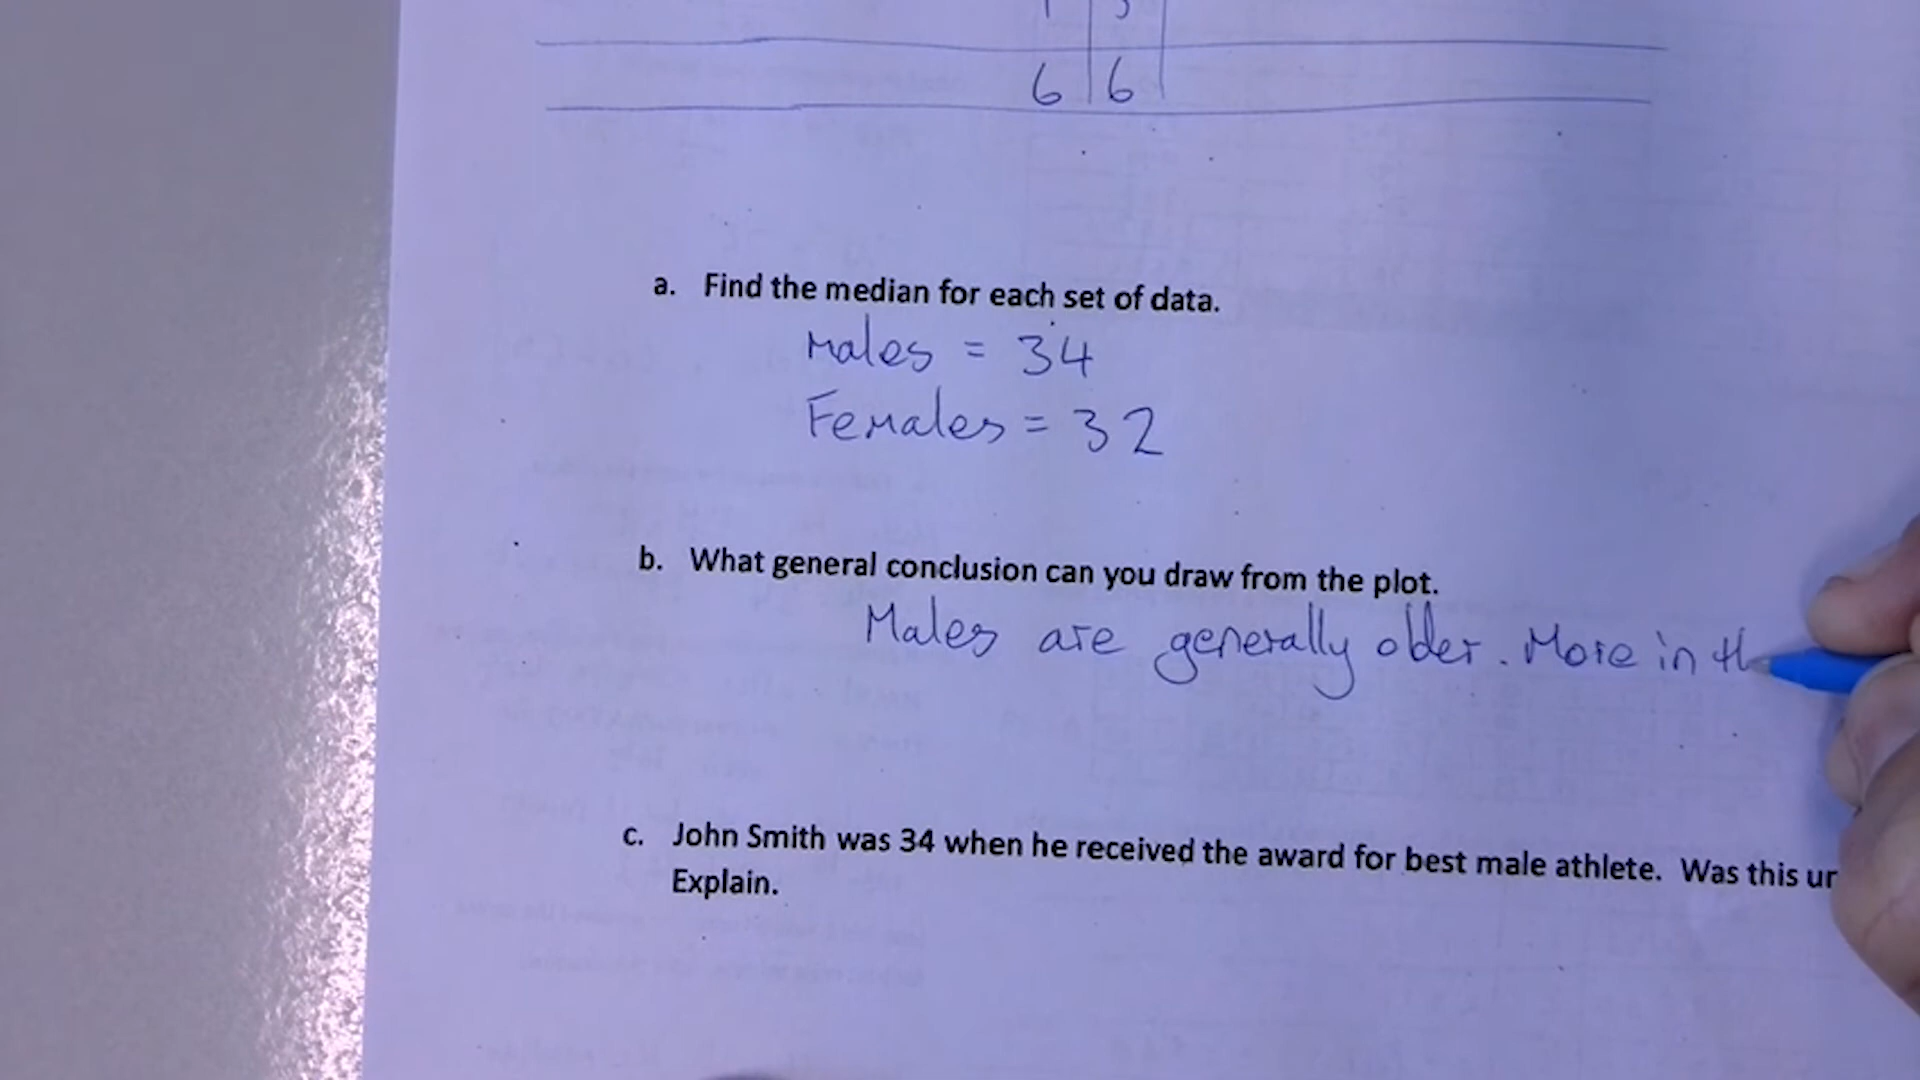 6 6
a. Find the median for each set of data.
Males = 34
Females = 32
b. What general conclusion can you draw from the plot.
Males are generally older. More in th
c. John Smith was 34 when he received the award for best male athlete. Was this
Explain.